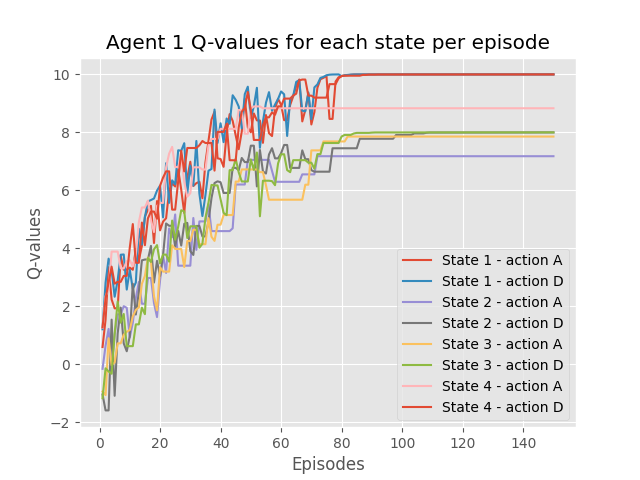 Agent 1 Q-values for each state per episode
Q-values
10
8
6
4
2
0
−2
0 20 40 60 80 100 120 140
Episodes
State 1 - action A
State 1 - action D
State 2 - action A
State 2 - action D
State 3 - action A
State 3 - action D
State 4 - action A
State 4 - action D